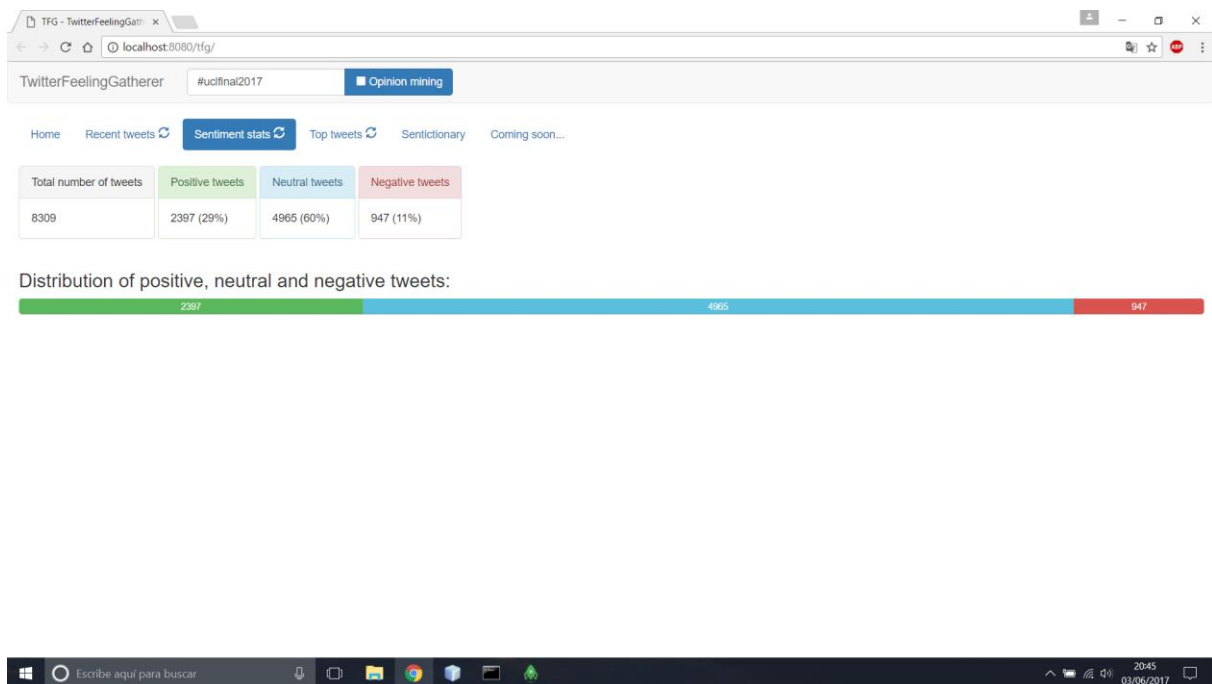 TFG - TwitterFeelingGath
localhost:8080/tfg/
ABP
TwitterFeelingGatherer #uclfinal2017 Opinion mining
Home Recent tweets Sentiment stats Top tweets Sentictionary Coming soon...
Total number of tweets Positive tweets Neutral tweets Negative tweets
8309 2397 (29%) 4965 (60%) 947 (11%)
Distribution of positive, neutral and negative tweets:
2397 4965 947
Escribe aquí para buscar
20:45
03/06/2017